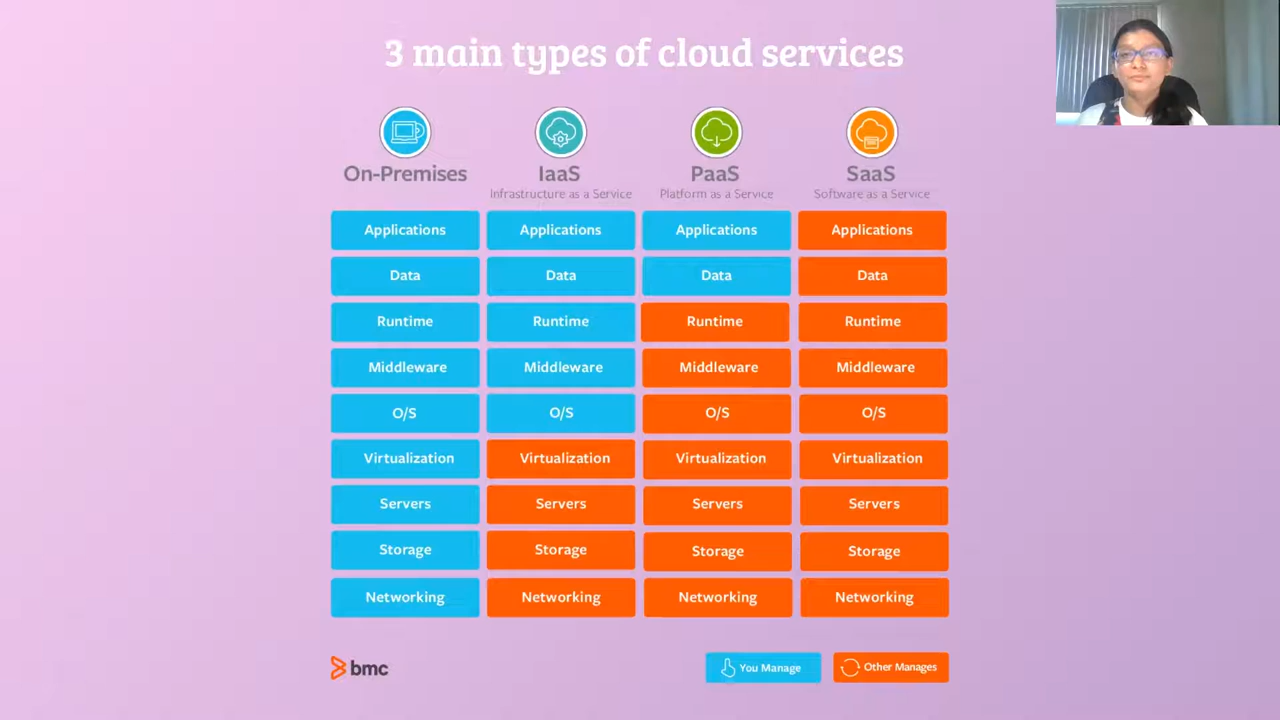 3 main types of cloud services
On-Premises IaaS PaaS SaaS
Infrastructure as a Service Platform as a Service Software as a Service
Applications Applications Applications Applications
Data Data Data Data
Runtime Runtime Runtime Runtime
Middleware Middleware Middleware Middleware
O/S O/S O/S O/S
Virtualization Virtualization Virtualization Virtualization
Servers Servers Servers Servers
Storage Storage Storage Storage
Networking Networking Networking Networking
bmc You Manage Other Manages